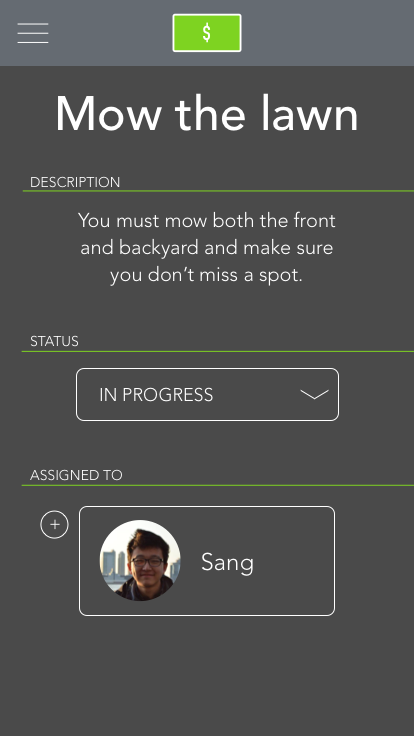 $
Mow the lawn
DESCRIPTION
You must mow both the front
and backyard and make sure
you don't miss a spot.
STATUS
IN PROGRESS
ASSIGNED TO
+
Sang